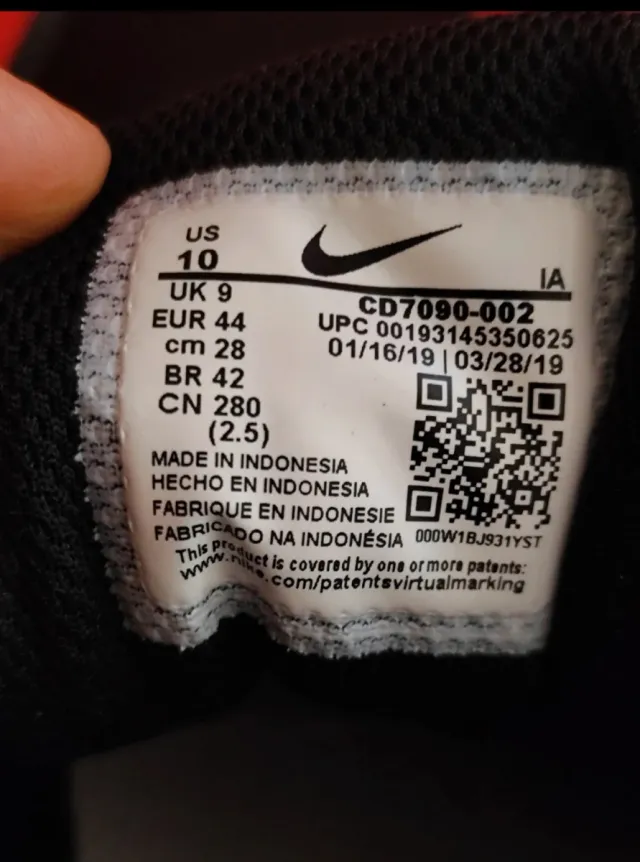 US
10
IA
UK 9
CD7090-002
EUR 44
UPC 00193145350625
cm 28
01/16/19 | 03/28/19
BR 42
CN 280
(2.5)
MADE IN INDONESIA
HECHO EN INDONESIA
FABRIQUE EN INDONESIE
FABRICADO NA INDONÉSIA
000W1BJ931YST
This product is covered by one or more patents:
www.nike.com/patentsvirtualmarking